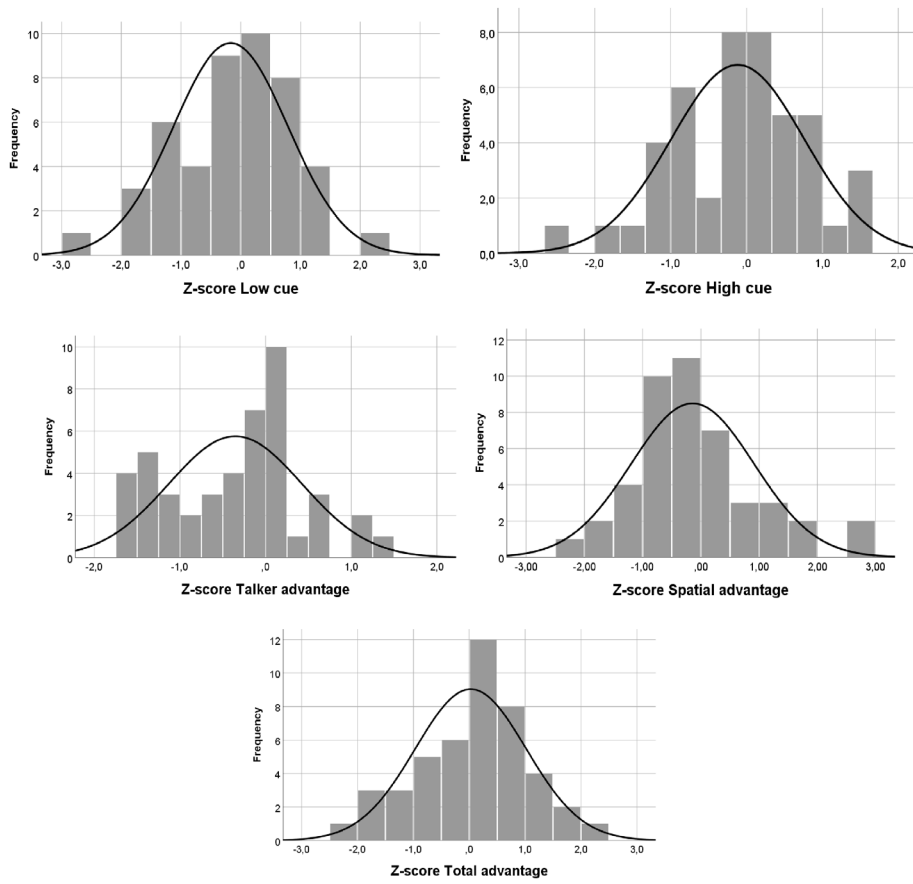 10
8
6
4
2
0
Frequency
-3,0 -2,0 -1,0 ,0 1,0 2,0 3,0
Z-score Low cue
8,0
6,0
4,0
2,0
0,0
Frequency
-3,0 -2,0 -1,0 ,0 1,0 2,0
Z-score High cue
10
8
6
4
2
0
Frequency
-2,0 -1,0 ,0 1,0 2,0
Z-score Talker advantage
12
10
8
6
4
2
0
Frequency
-3,00 -2,00 -1,00 ,00 1,00 2,00 3,00
Z-score Spatial advantage
12
10
8
6
4
2
0
Frequency
-3,0 -2,0 -1,0 ,0 1,0 2,0 3,0
Z-score Total advantage